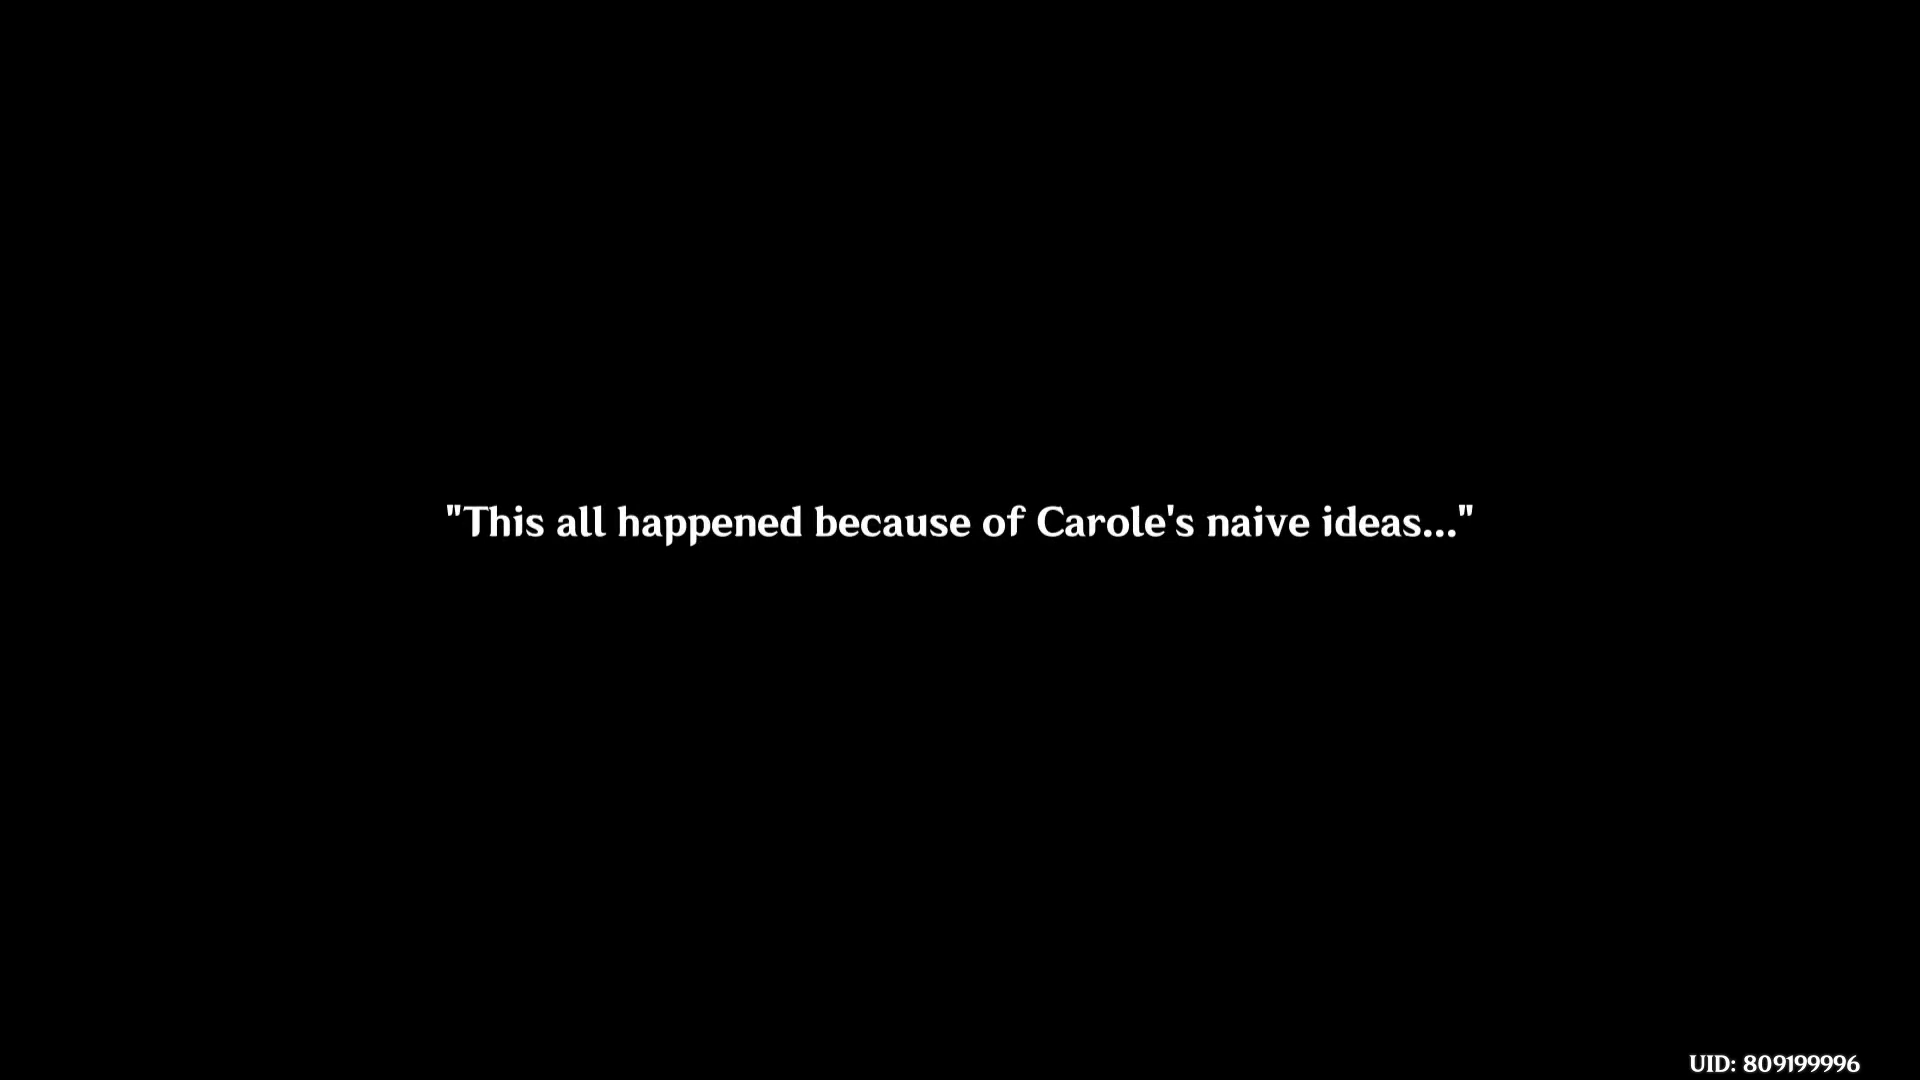 "This all happened because of Carole's naive ideas..."
UID: 809199996